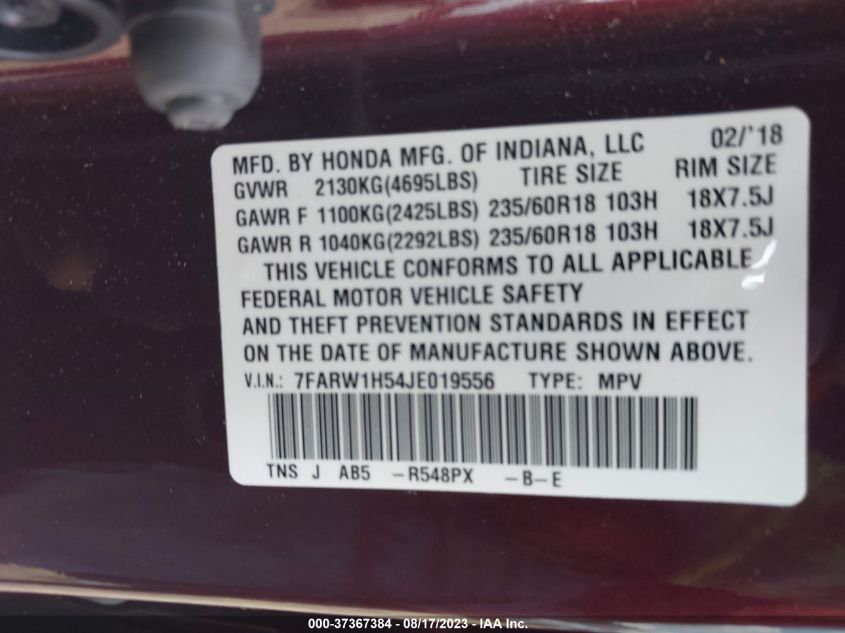 MFD. BY HONDA MFG. OF INDIANA, LLC 02/'18
GVWR 2130KG(4695LBS) TIRE SIZE RIM SIZE
GAWR F 1100KG(2425LBS) 235/60R18 103H 18X7.5J
GAWR R 1040KG(2292LBS) 235/60R18 103H 18X7.5J
THIS VEHICLE CONFORMS TO ALL APPLICABLE
FEDERAL MOTOR VEHICLE SAFETY
AND THEFT PREVENTION STANDARDS IN EFFECT
ON THE DATE OF MANUFACTURE SHOWN ABOVE.
V.I.N.: 7FARW1H54JE019556 TYPE: MPV
TNS J AB5 -R548PX -B-E
000-37367384 - 08/17/2023 - IAA Inc.